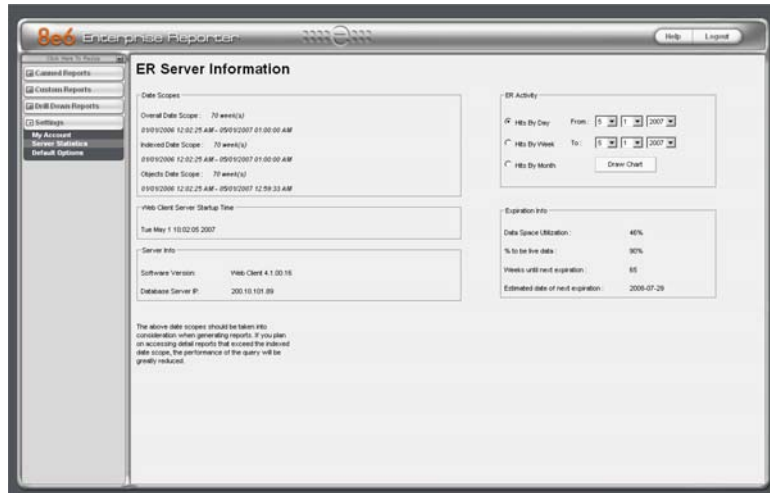 8e6 Enterprise Reporter
Help
Logout
Click Here To Pause
Canned Reports
Custom Reports
Drill Down Reports
Settings
My Account
Server Statistics
Default Options
ER Server Information
Date Scopes
Overall Date Scope : 70 week(s)
01/01/2006 12:02:25 AM - 05/01/2007 01:00:00 AM
Indexed Date Scope : 70 week(s)
01/01/2006 12:02:25 AM - 05/01/2007 01:00:00 AM
Objects Date Scope : 70 week(s)
01/01/2006 12:02:25 AM - 05/01/2007 12:59:33 AM
Web Client Server Startup Time
Tue May 1 10:02:05 2007
Server Info
Software Version: Web Client 4.1.00.16
Database Server IP: 200.10.101.89
The above date scopes should be taken into
consideration when generating reports. If you plan
on accessing detail reports that exceed the indexed
date scope, the performance of the query will be
greatly reduced.
ER Activity
Hits By Day From : 5 1 2007
Hits By Week To : 5 1 2007
Hits By Month Draw Chart
Expiration Info
Data Space Utilization : 46%
% to be live data : 90%
Weeks until next expiration : 65
Estimated date of next expiration : 2008-07-29